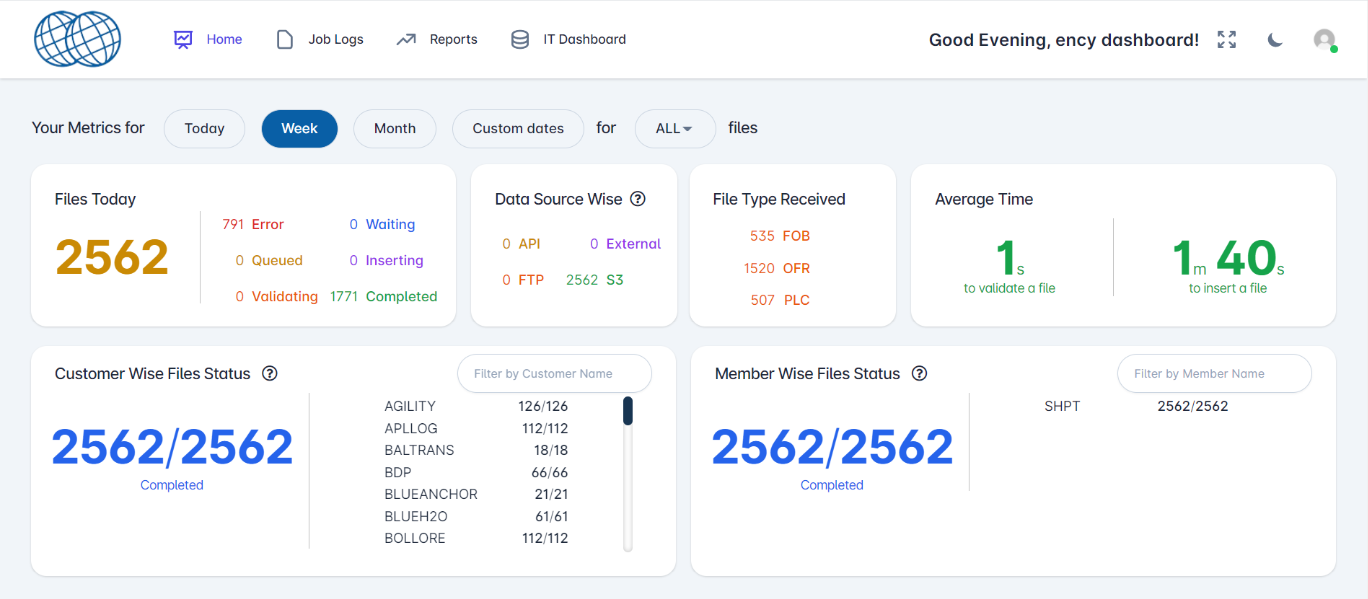 Home Job Logs Reports IT Dashboard Good Evening, ency dashboard!
Your Metrics for Today Week Month Custom dates for ALL files
Files Today
2562
791 Error 0 Waiting
0 Queued 0 Inserting
0 Validating 1771 Completed
Data Source Wise ?
0 API 0 External
0 FTP 2562 S3
File Type Received
535 FOB
1520 OFR
507 PLC
Average Time
1s
to validate a file
1m 40s
to insert a file
Customer Wise Files Status ? Filter by Customer Name
2562/2562
Completed
AGILITY 126/126
APLLOG 112/112
BALTRANS 18/18
BDP 66/66
BLUEANCHOR 21/21
BLUEH2O 61/61
BOLLORE 112/112
Member Wise Files Status ? Filter by Member Name
2562/2562
Completed
SHPT 2562/2562